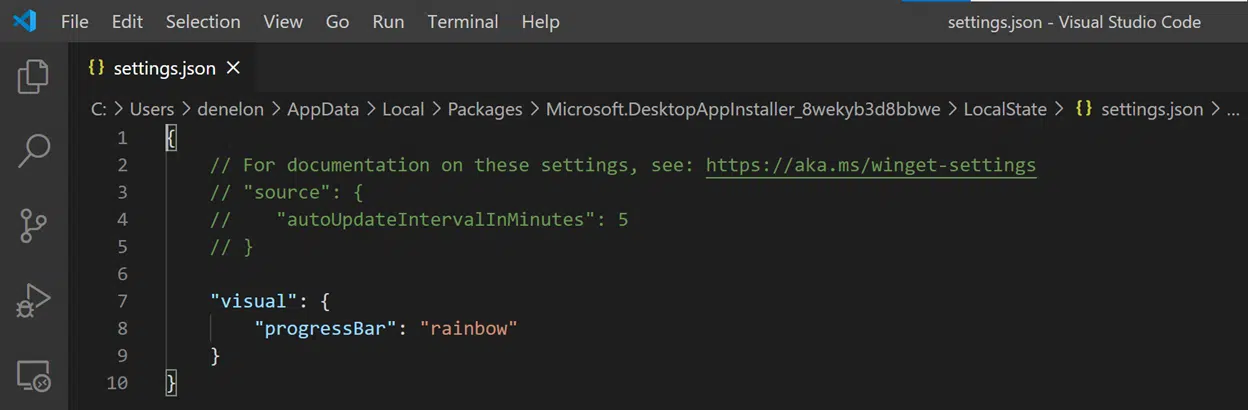 File Edit Selection View Go Run Terminal Help settings.json - Visual Studio Code
{} settings.json ×
C: > Users > denelon > AppData > Local > Packages > Microsoft.DesktopAppInstaller_8wekyb3d8bbwe > LocalState > {} settings.json > ...
1 {
2 // For documentation on these settings, see: https://aka.ms/winget-settings
3 // "source": {
4 //    "autoUpdateIntervalInMinutes": 5
5 // }
6
7 "visual": {
8 "progressBar": "rainbow"
9 }
10 }